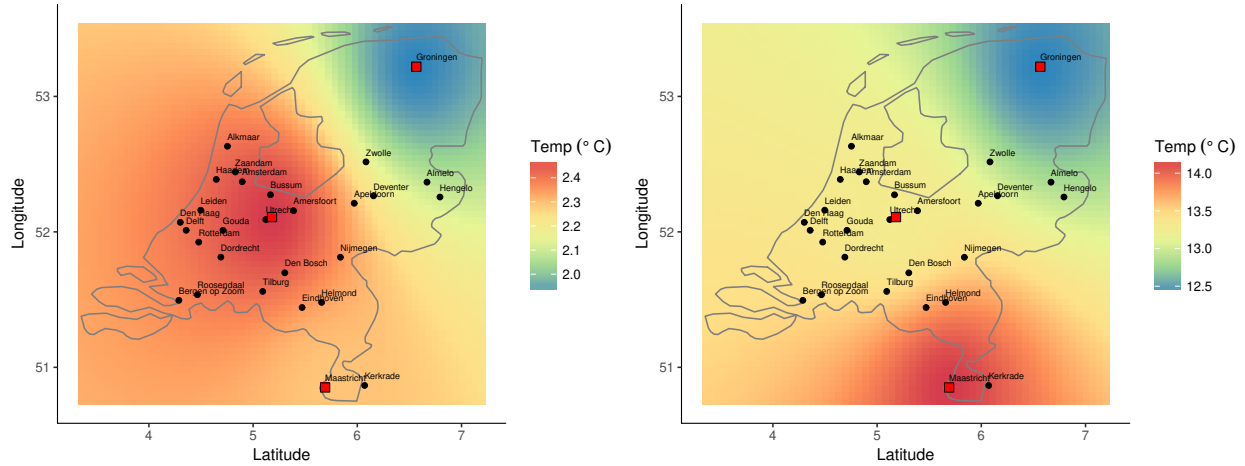 Groningen
Alkmaar
Zwolle
Zaandam
Haarlem
Amsterdam
Almelo
Bussum
Deventer
Hengelo
Apeldoorn
Leiden
Amersfoort
Den Haag
Utrecht
Delft
Gouda
Rotterdam
Dordrecht
Nijmegen
Den Bosch
Tilburg
Roosendaal
Bergen op Zoom
Helmond
Eindhoven
Maastricht
Kerkrade
53
52
51
4 5 6 7
Latitude
Longitude
Temp (° C)
2.4
2.3
2.2
2.1
2.0
Groningen
Alkmaar
Zwolle
Zaandam
Haarlem
Amsterdam
Almelo
Bussum
Deventer
Hengelo
Apeldoorn
Leiden
Amersfoort
Den Haag
Utrecht
Delft
Gouda
Rotterdam
Dordrecht
Nijmegen
Den Bosch
Tilburg
Roosendaal
Bergen op Zoom
Helmond
Eindhoven
Maastricht
Kerkrade
53
52
51
4 5 6 7
Latitude
Longitude
Temp (° C)
14.0
13.5
13.0
12.5